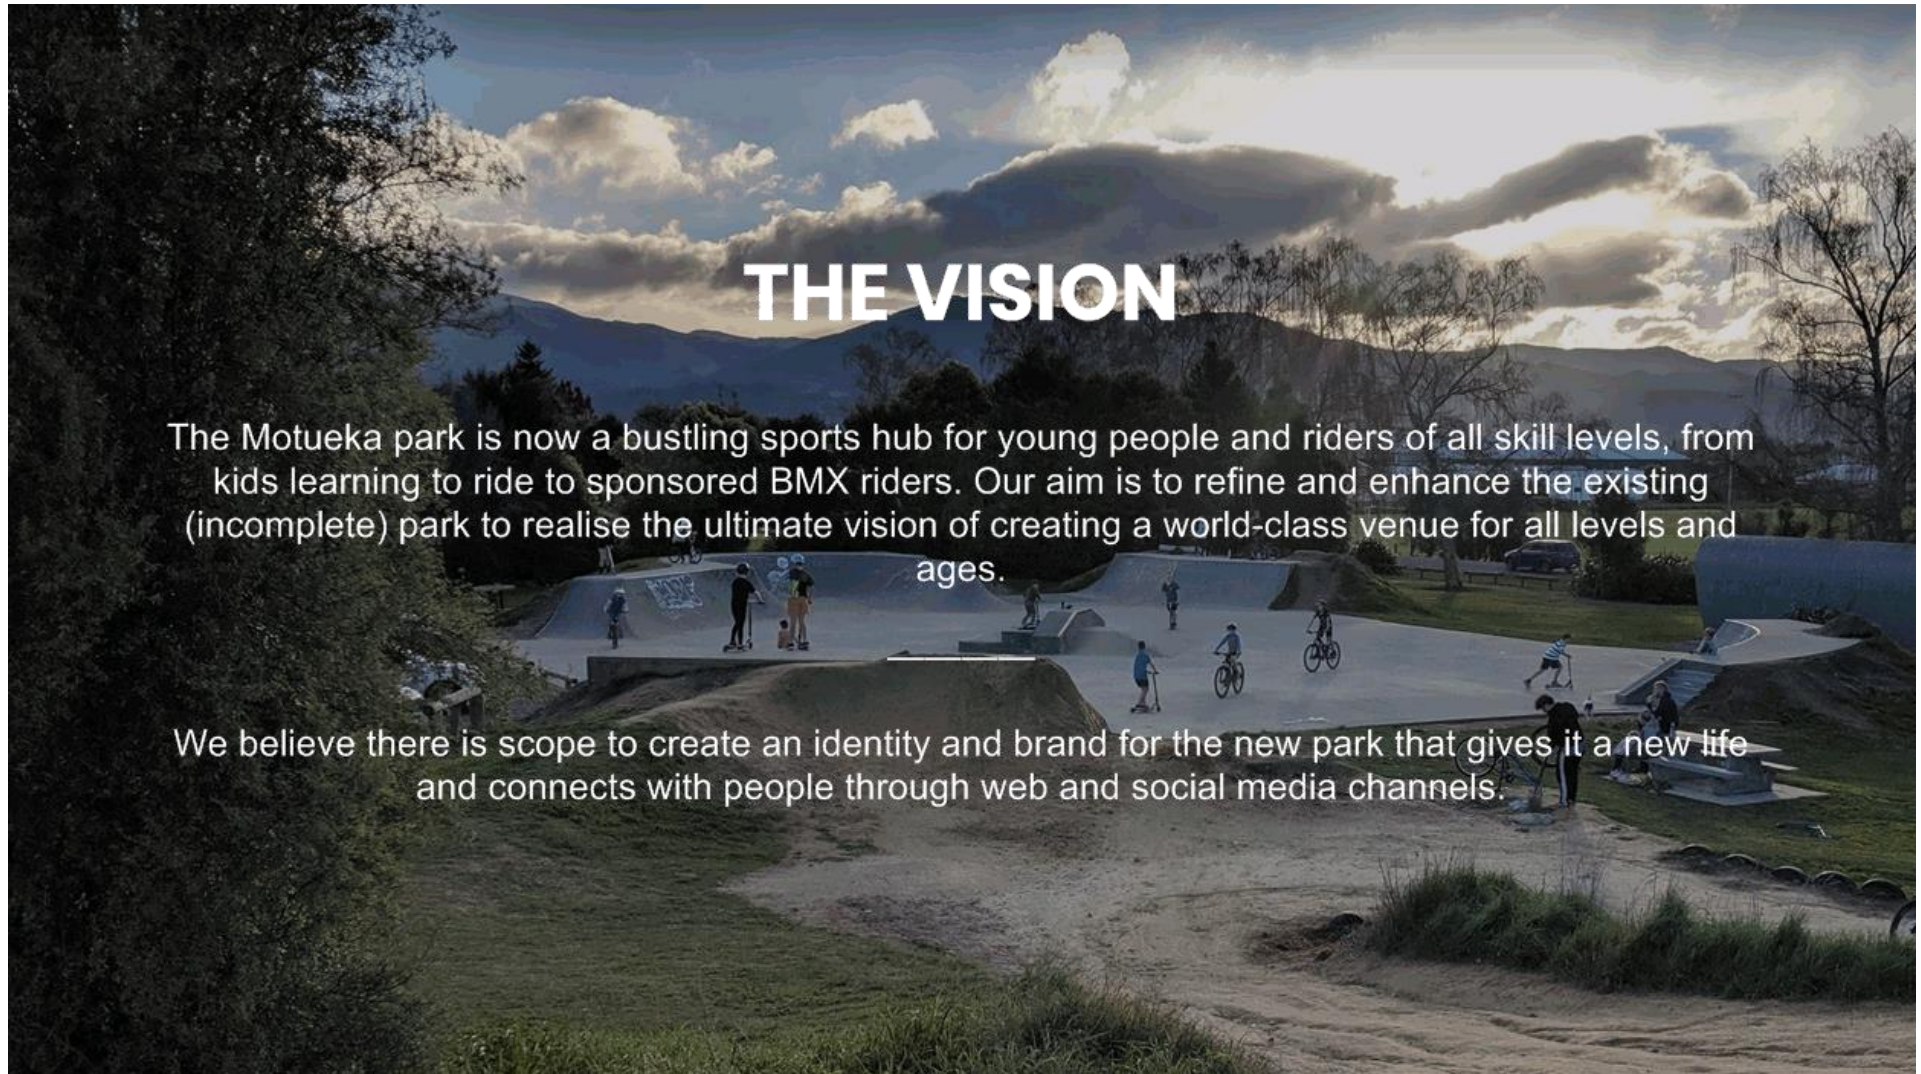 THE VISION
The Motueka park is now a bustling sports hub for young people and riders of all skill levels, from
kids learning to ride to sponsored BMX riders. Our aim is to refine and enhance the existing
(incomplete) park to realise the ultimate vision of creating a world-class venue for all levels and
ages.
We believe there is scope to create an identity and brand for the new park that gives it a new life
and connects with people through web and social media channels.